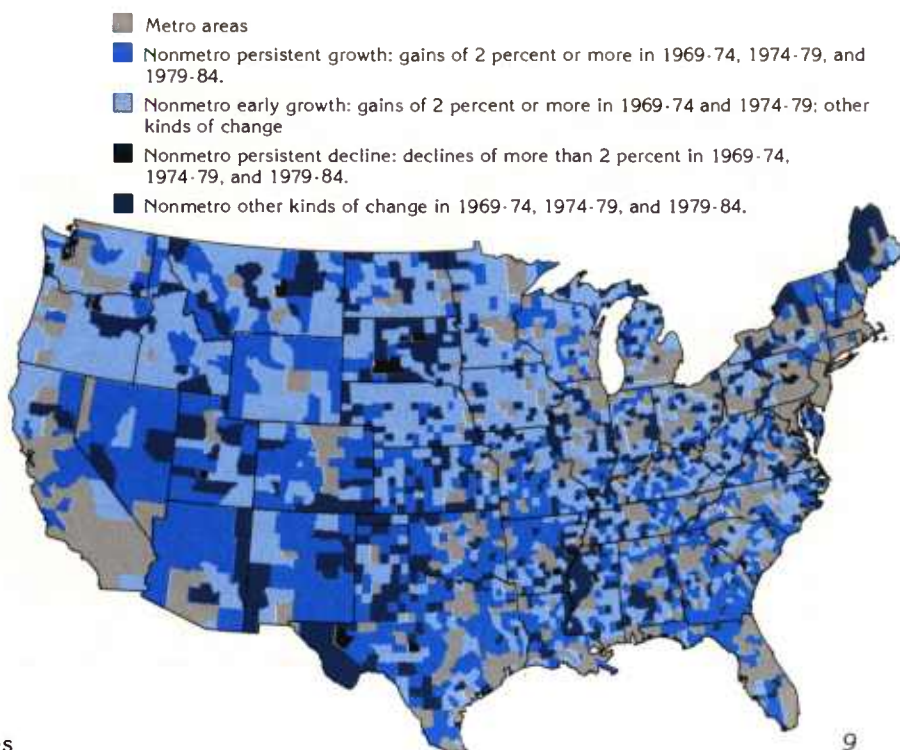 Metro areas
Nonmetro persistent growth: gains of 2 percent or more in 1969-74, 1974-79, and
1979-84.
Nonmetro early growth: gains of 2 percent or more in 1969-74 and 1974-79; other
kinds of change
Nonmetro persistent decline: declines of more than 2 percent in 1969-74,
1974-79, and 1979-84.
Nonmetro other kinds of change in 1969-74, 1974-79, and 1979-84.
9